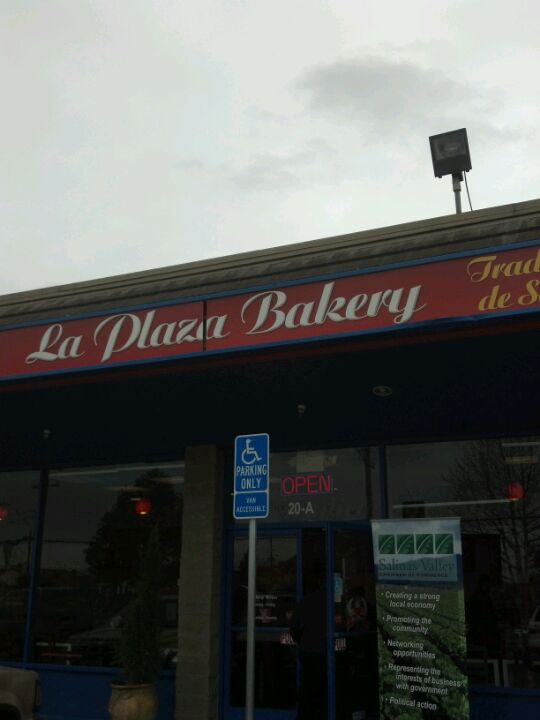 La Plaza Bakery
Trad
de S
PARKING
ONLY
VAN
ACCESSIBLE
OPEN
20-A
Salinas Valley
CHAMBER OF COMMERCE
• Creating a strong
local economy
• Promoting the
community
• Networking
opportunities
• Representing the
interests of business
with government
• Political action